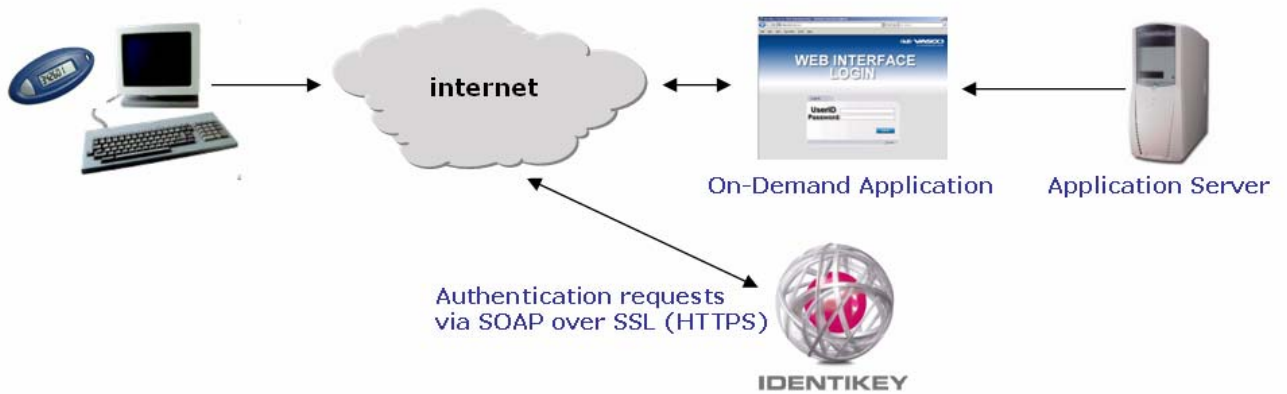 internet
VASCO
WEB INTERFACE
LOGIN
UserID
Password:
On-Demand Application
Application Server
Authentication requests
via SOAP over SSL (HTTPS)
IDENTIKEY